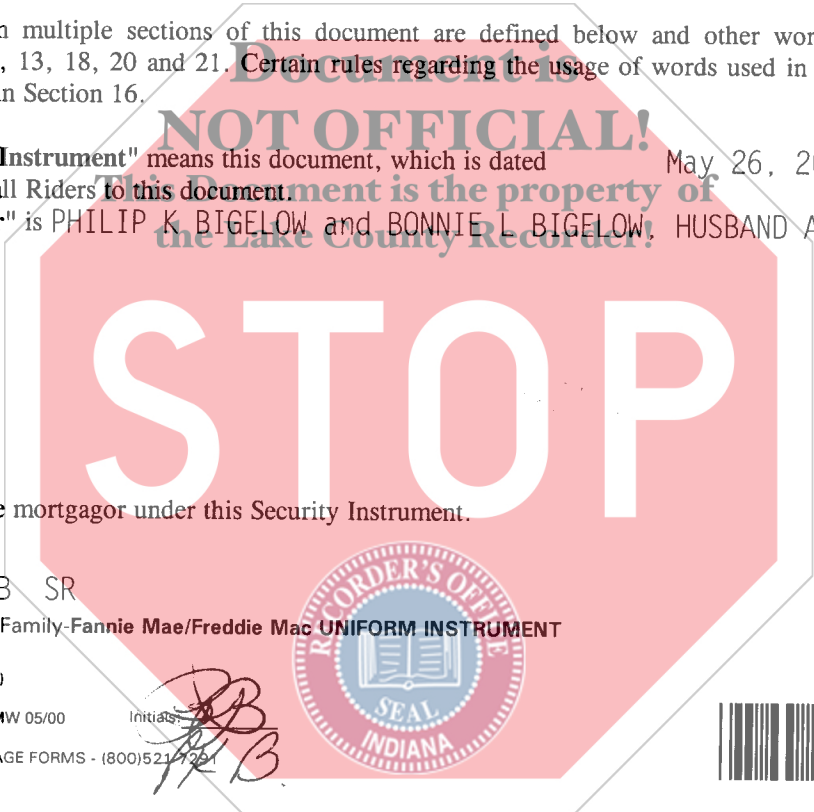 multiple sections of this document are defined below and other wor
, 13, 18, 20 and 21. Certain rules regarding the usage of words used in
n Section 16.
Document is
NOT OFFICIAL!
Instrument" means this document, which is dated May 26, 20
all Riders to this document.
This Document is the property of
r" is PHILIP K BIGELOW and BONNIE L BIGELOW, HUSBAND A
the Lake County Recorder!
STOP
e mortgagor under this Security Instrument.
B SR
Family-Fannie Mae/Freddie Mac UNIFORM INSTRUMENT
MW 05/00 Initials:
AGE FORMS - (800)521-7291
RECORDER'S OFFICE
SEAL
INDIANA